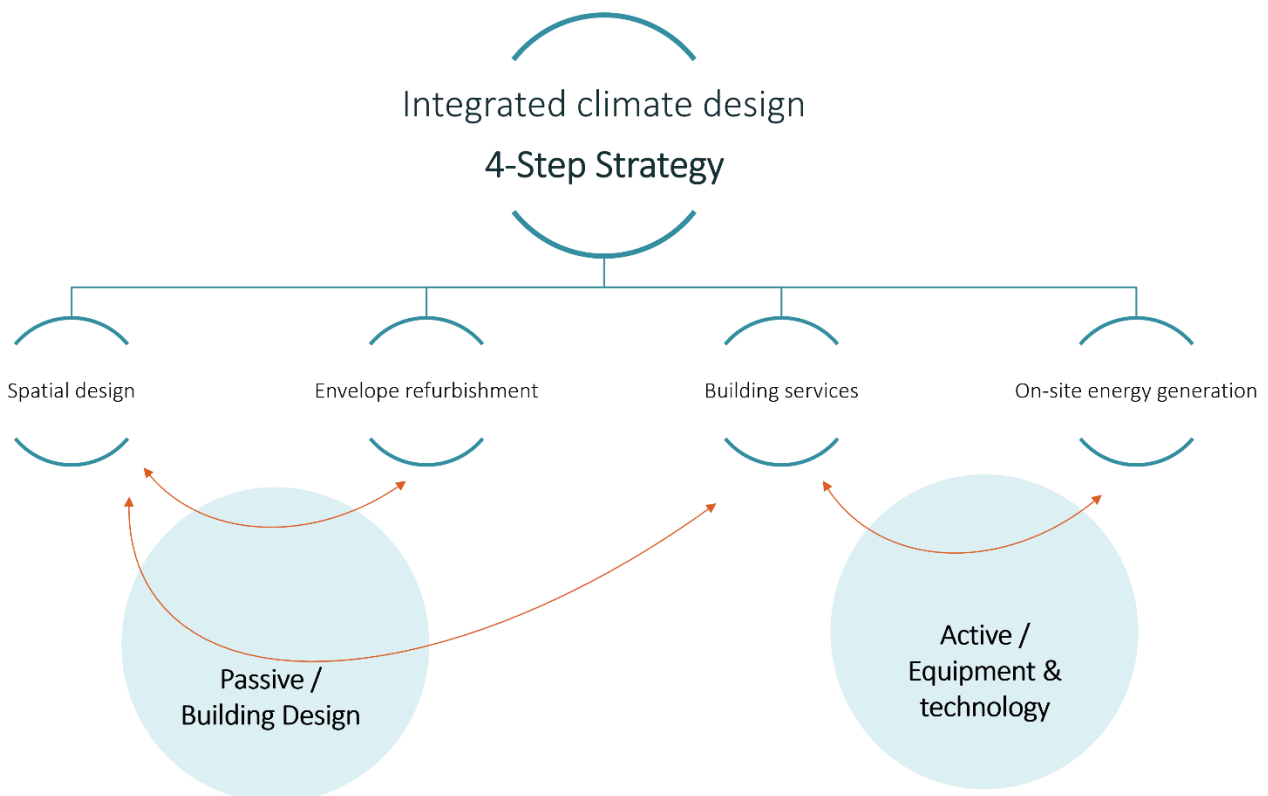 Integrated climate design
4-Step Strategy
Spatial design
Envelope refurbishment
Building services
On-site energy generation
Passive /
Building Design
Active /
Equipment &
technology